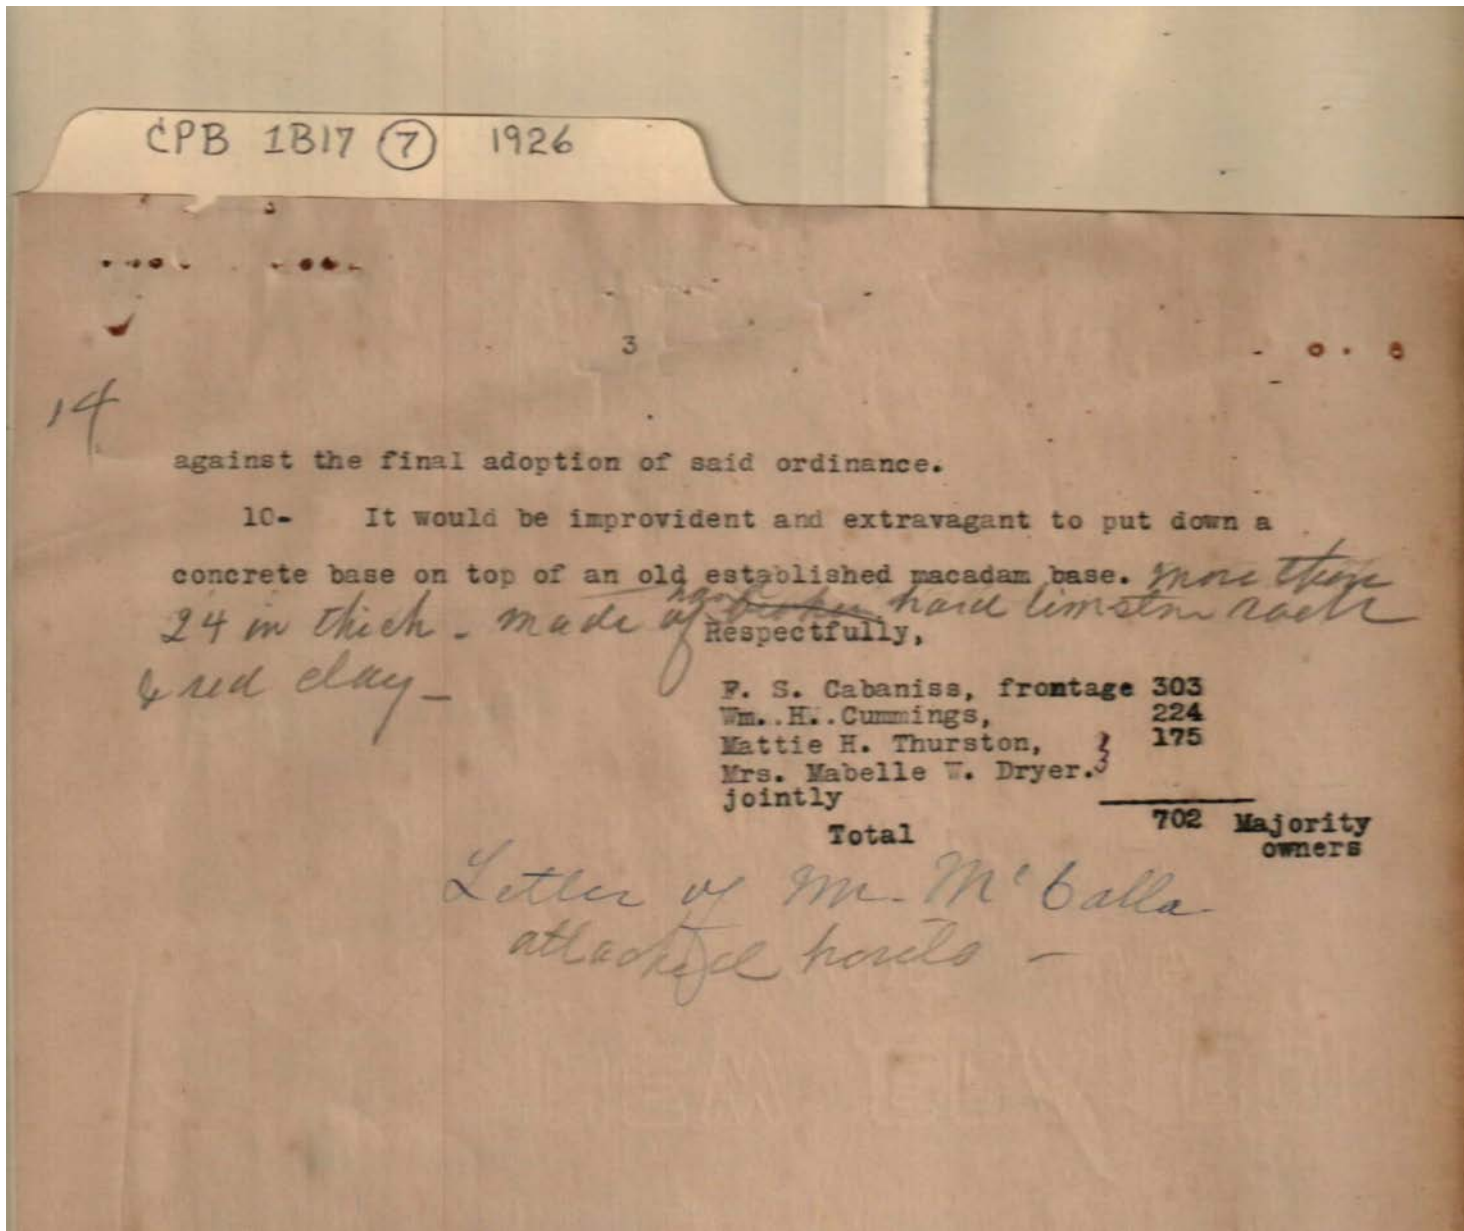 CPB 1B17 7 1926
3
14
against the final adoption of said ordinance.
10- It would be improvident and extravagant to put down a
concrete base on top of an old established macadam base. more than
24 in thick - made of hard limstn rock
& red clay -
Respectfully,
F. S. Cabaniss, frontage 303
Wm. H. Cummings, 224
Mattie H. Thurston, 175
Mrs. Mabelle W. Dryer.
jointly
Total 702 Majority
owners
Letter of Mr. McCalla
attached